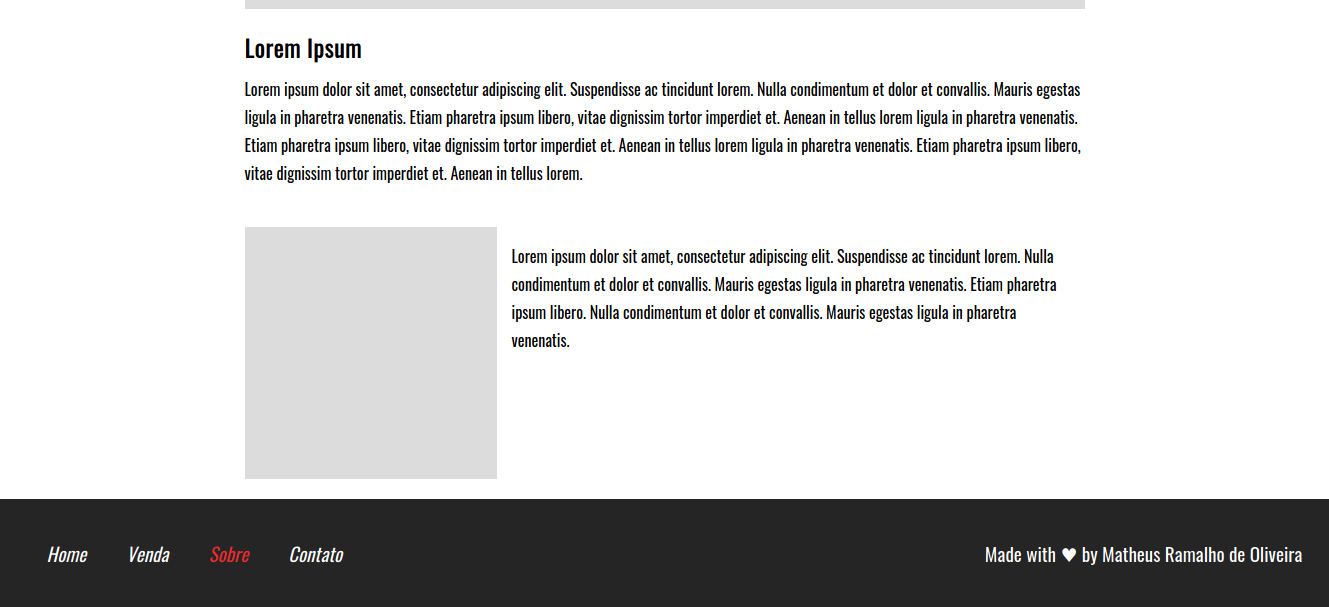 Lorem Ipsum
Lorem ipsum dolor sit amet, consectetur adipiscing elit. Suspendisse ac tincidunt lorem. Nulla condimentum et dolor et convallis. Mauris egestas
ligula in pharetra venenatis. Etiam pharetra ipsum libero, vitae dignissim tortor imperdiet et. Aenean in tellus lorem ligula in pharetra venenatis.
Etiam pharetra ipsum libero, vitae dignissim tortor imperdiet et. Aenean in tellus lorem ligula in pharetra venenatis. Etiam pharetra ipsum libero,
vitae dignissim tortor imperdiet et. Aenean in tellus lorem.
Lorem ipsum dolor sit amet, consectetur adipiscing elit. Suspendisse ac tincidunt lorem. Nulla
condimentum et dolor et convallis. Mauris egestas ligula in pharetra venenatis. Etiam pharetra
ipsum libero. Nulla condimentum et dolor et convallis. Mauris egestas ligula in pharetra
venenatis.
Home Venda Sobre Contato Made with ♥ by Matheus Ramalho de Oliveira